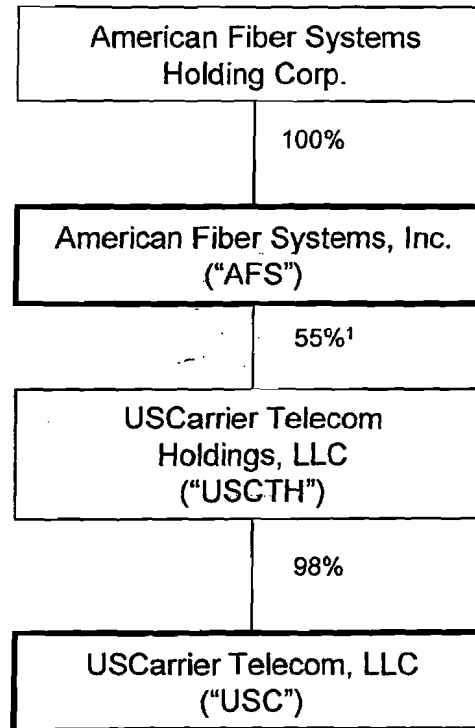 American Fiber Systems
Holding Corp.
100%
American Fiber Systems, Inc.
("AFS")
55%¹
USCarrier Telecom
Holdings, LLC
("USCTH")
98%
USCarrier Telecom, LLC
("USC")